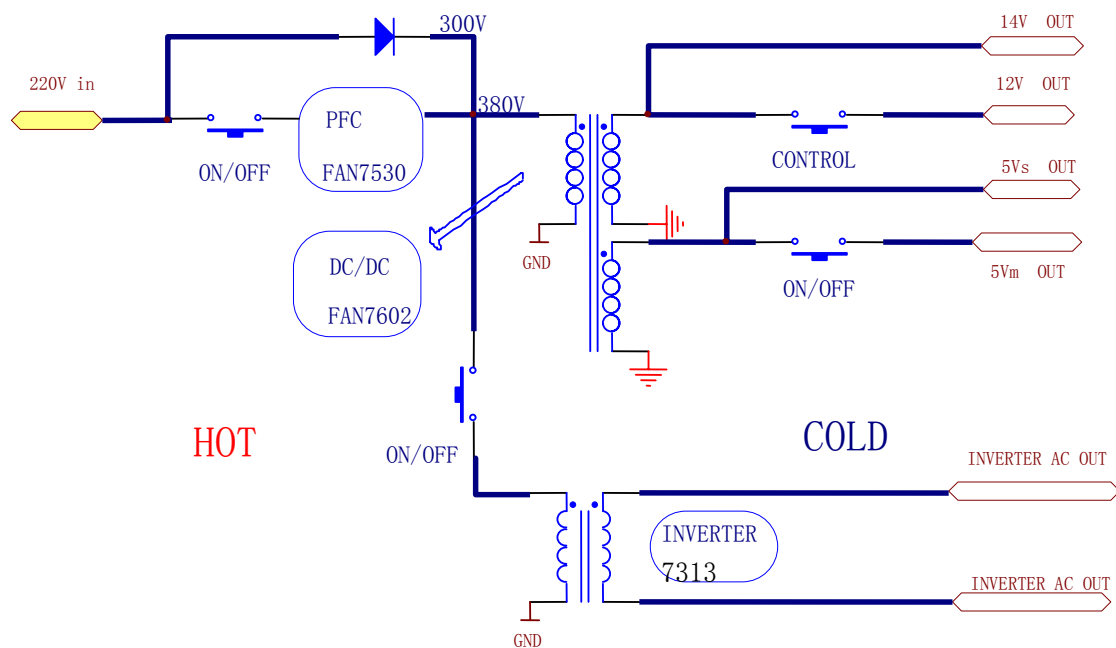 14V OUT
300V
220V in
12V OUT
380V
PFC
CONTROL
ON/OFF
FAN7530
5Vs OUT
GND
DC/DC
5Vm OUT
ON/OFF
FAN7602
HOT
COLD
ON/OFF
INVERTER AC OUT
INVERTER
7313
INVERTER AC OUT
GND